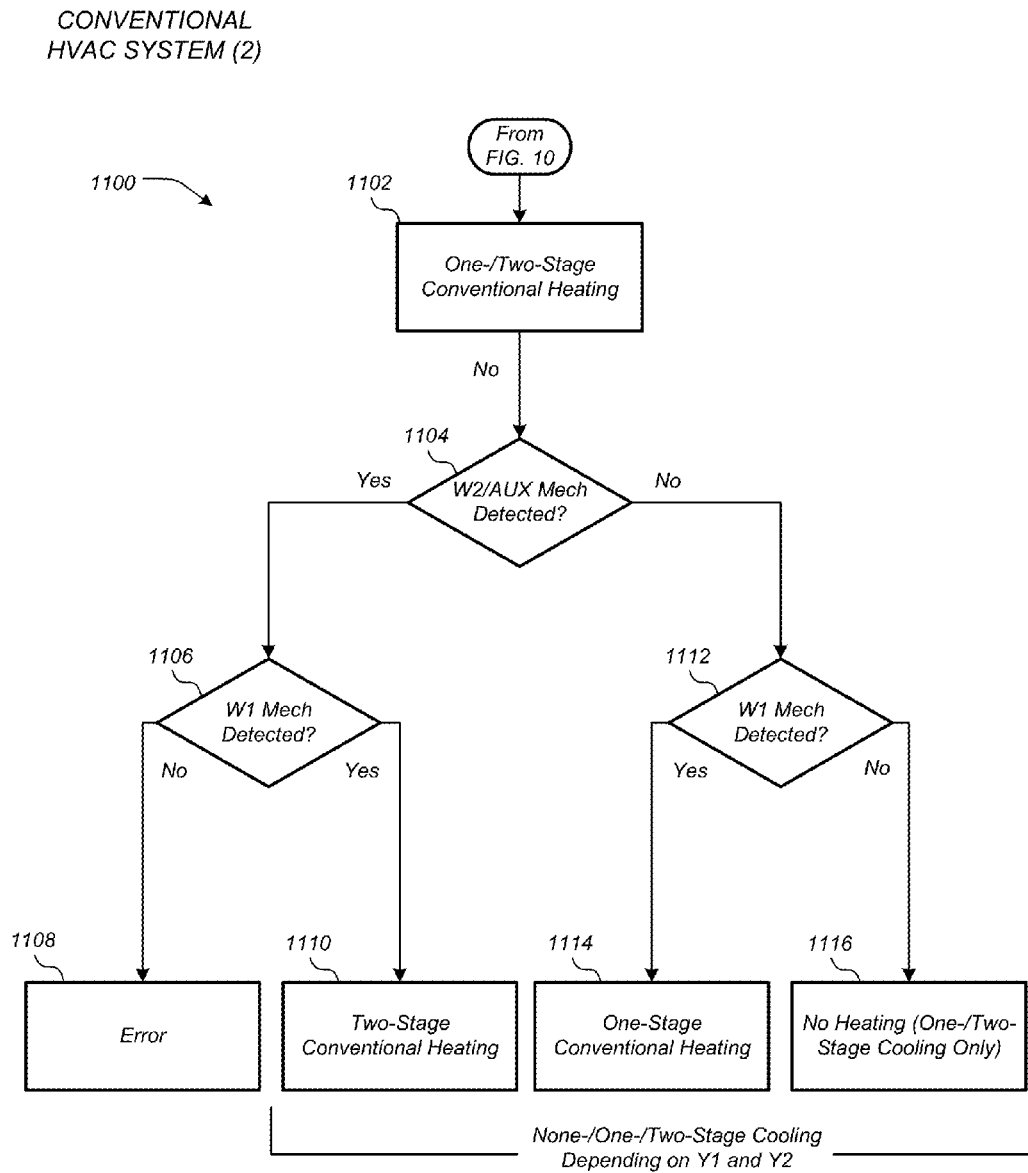 CONVENTIONAL
HVAC SYSTEM (2)
From
FIG. 10
1100
1102
One-/Two-Stage
Conventional Heating
No
1104
Yes
W2/AUX Mech
Detected?
No
1106
W1 Mech
Detected?
No
Yes
1112
W1 Mech
Detected?
Yes
No
1108
Error
1110
Two-Stage
Conventional Heating
1114
One-Stage
Conventional Heating
1116
No Heating (One-/Two-
Stage Cooling Only)
None-/One-/Two-Stage Cooling
Depending on Y1 and Y2